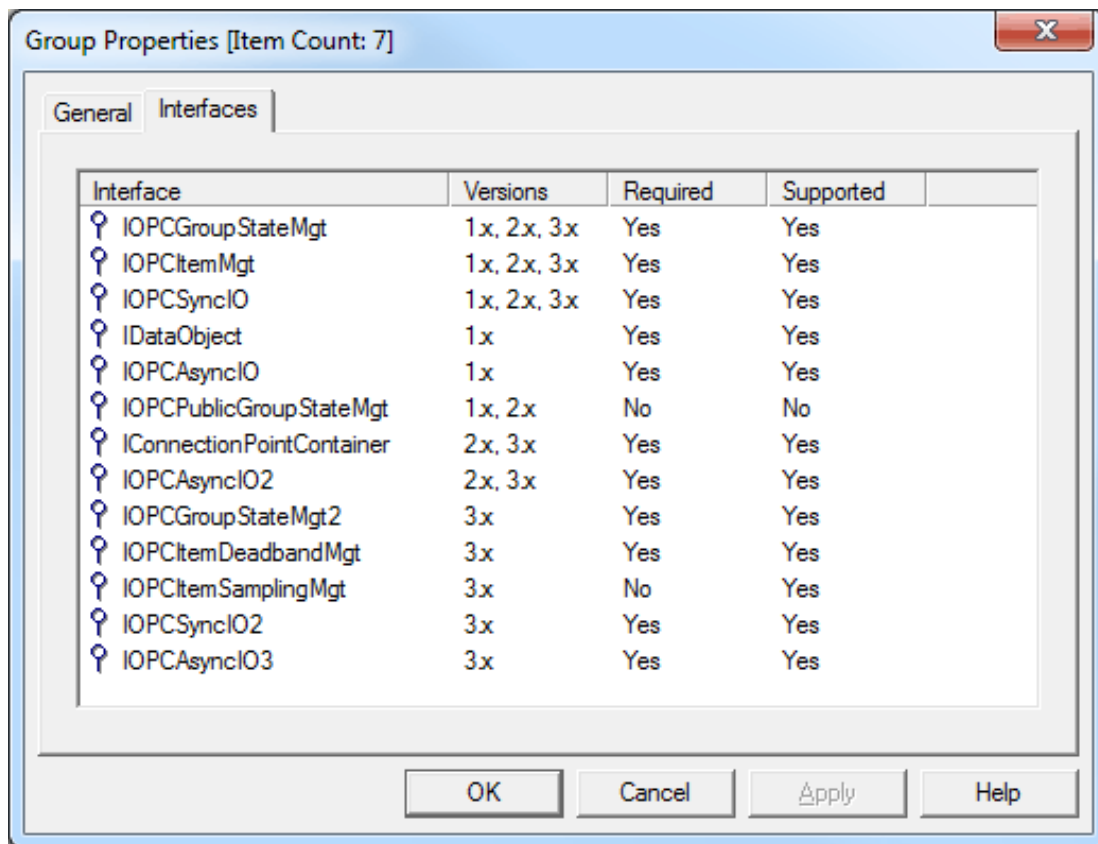 Group Properties [Item Count: 7]
General Interfaces
Interface Versions Required Supported
IOPCGroupStateMgt 1.x, 2.x, 3.x Yes Yes
IOPCItemMgt 1.x, 2.x, 3.x Yes Yes
IOPCSyncIO 1.x, 2.x, 3.x Yes Yes
IDataObject 1.x Yes Yes
IOPCAsyncIO 1.x Yes Yes
IOPCPublicGroupStateMgt 1.x, 2.x No No
IConnectionPointContainer 2.x, 3.x Yes Yes
IOPCAsyncIO2 2.x, 3.x Yes Yes
IOPCGroupStateMgt2 3.x Yes Yes
IOPCItemDeadbandMgt 3.x Yes Yes
IOPCItemSamplingMgt 3.x No Yes
IOPCSyncIO2 3.x Yes Yes
IOPCAsyncIO3 3.x Yes Yes
OK Cancel Apply Help